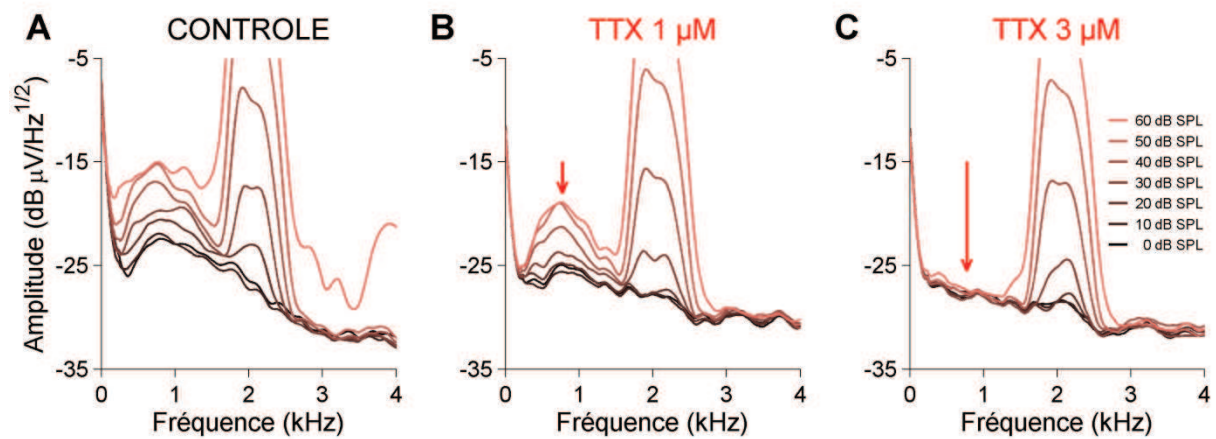 A CONTROLE
B TTX 1 µM
C TTX 3 µM
Amplitude (dB µV/Hz1/2)
-5
-15
-25
-35
0 1 2 3 4
Fréquence (kHz)
-5
-15
-25
-35
0 1 2 3 4
Fréquence (kHz)
-5
-15
-25
-35
0 1 2 3 4
Fréquence (kHz)
60 dB SPL
50 dB SPL
40 dB SPL
30 dB SPL
20 dB SPL
10 dB SPL
0 dB SPL